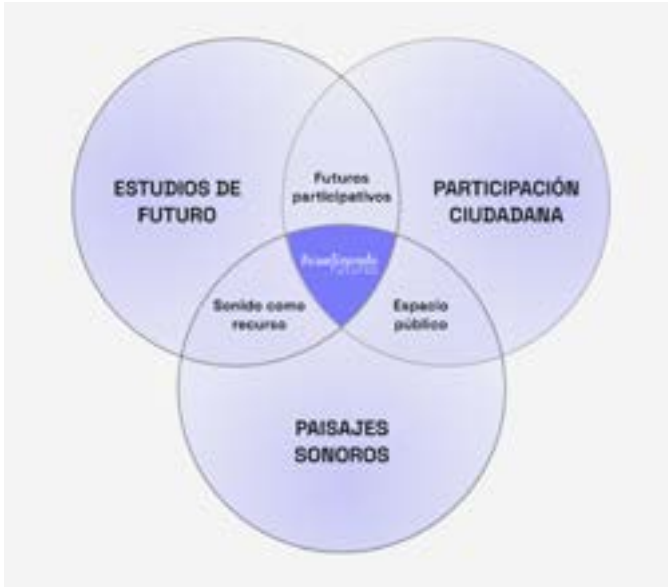 Futuros
participativos
ESTUDIOS DE
FUTURO
PARTICIPACIÓN
CIUDADANA
Sonido como
recurso
Espacio
público
PAISAJES
SONOROS